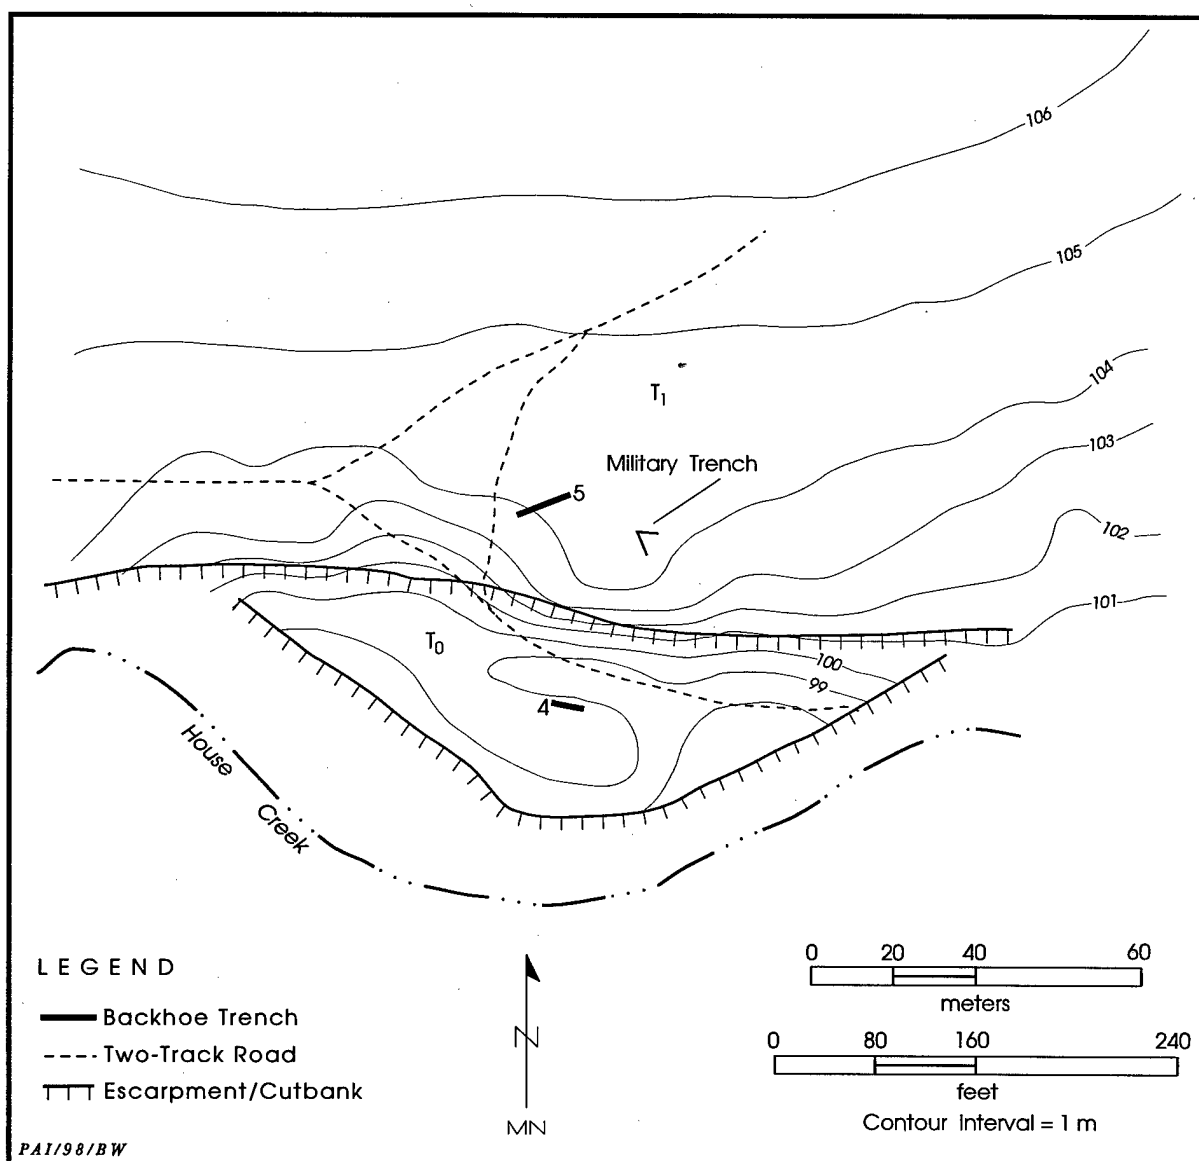 106
105
104
T1
103
Military Trench
5
102
101
T0
100
99
4
House
Creek
LEGEND
Backhoe Trench
Two-Track Road
Escarpment/Cutbank
N
MN
0 20 40 60
meters
0 80 160 240
feet
Contour Interval = 1 m
PAI/98/BW